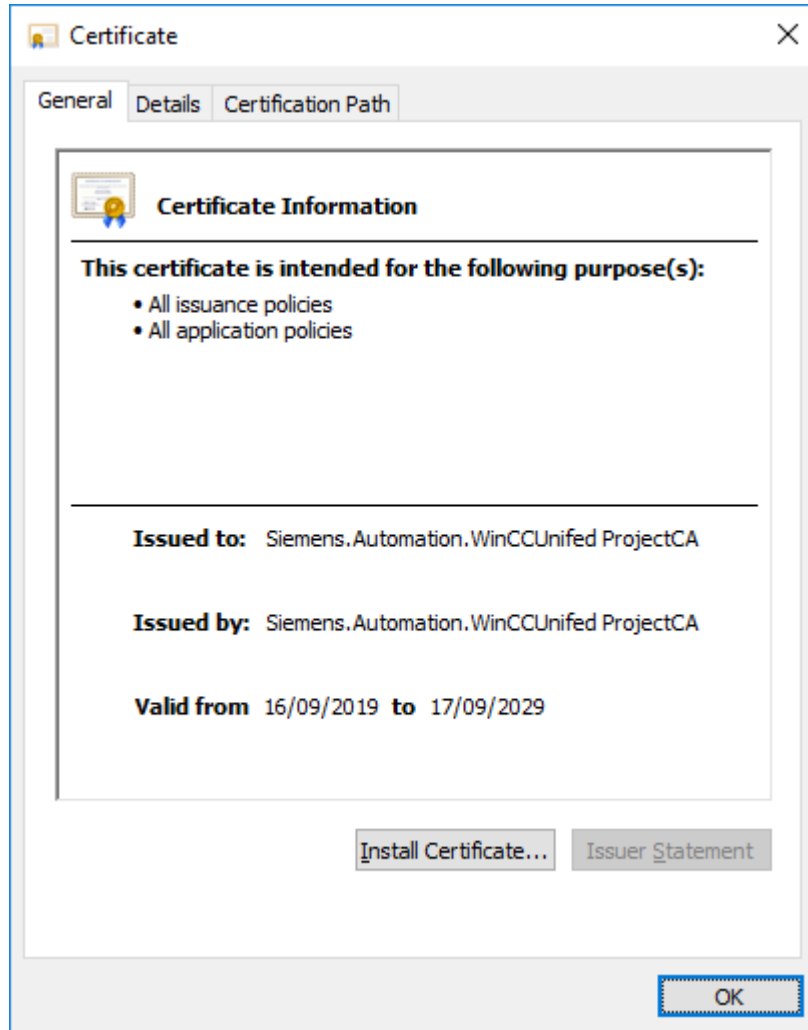 Certificate
General
Details
Certification Path
Certificate Information
This certificate is intended for the following purpose(s):
• All issuance policies
• All application policies
Issued to: Siemens.Automation.WinCCUnifed ProjectCA
Issued by: Siemens.Automation.WinCCUnifed ProjectCA
Valid from 16/09/2019 to 17/09/2029
Install Certificate...
Issuer Statement
OK